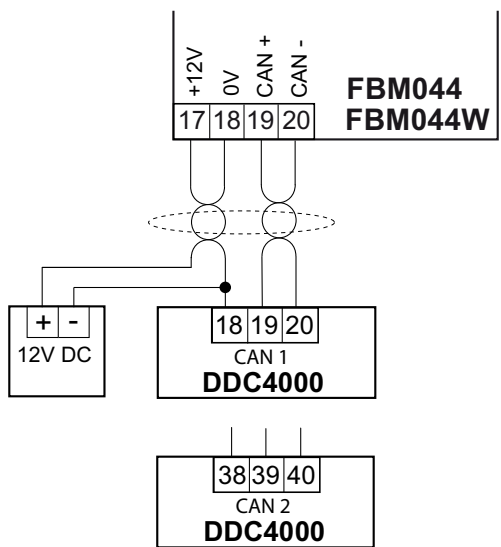 +12V
0V
CAN +
CAN -
FBM044
FBM044W
17 18 19 20
+ -
12V DC
18 19 20
CAN 1
DDC4000
38 39 40
CAN 2
DDC4000